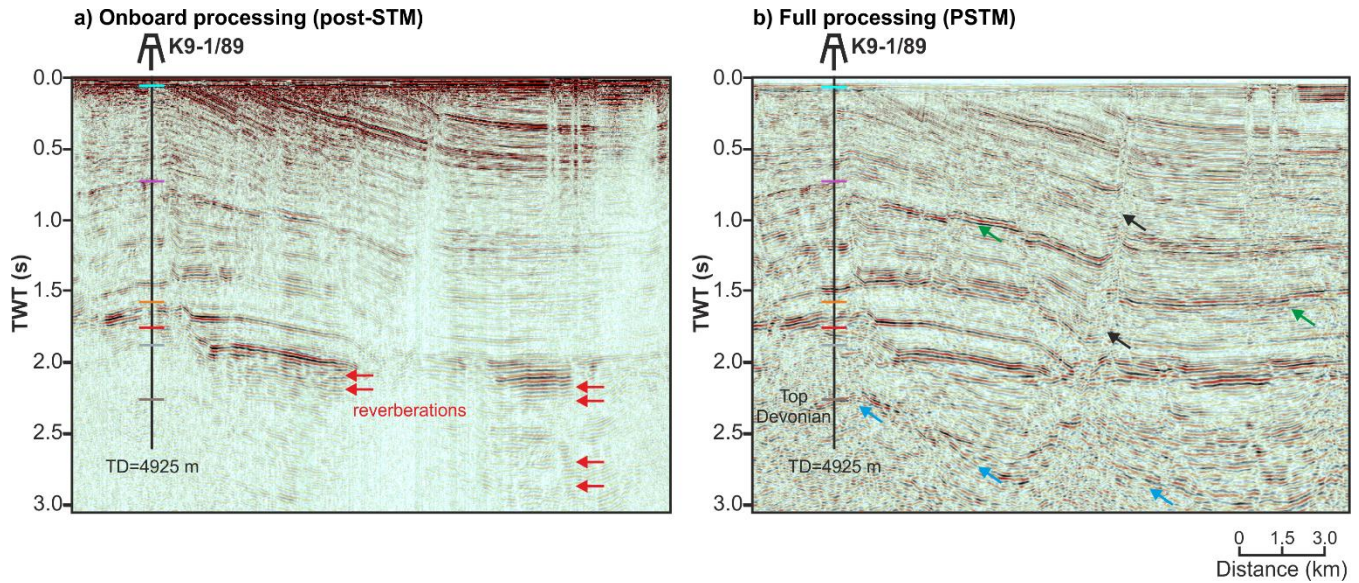 a) Onboard processing (post-STM)
K9-1/89
0.0
0.5
1.0
1.5
2.0
2.5
3.0
TWT (s)
reverberations
TD=4925 m
b) Full processing (PSTM)
K9-1/89
0.0
0.5
1.0
1.5
2.0
2.5
3.0
TWT (s)
Top
Devonian
TD=4925 m
0 1.5 3.0
Distance (km)